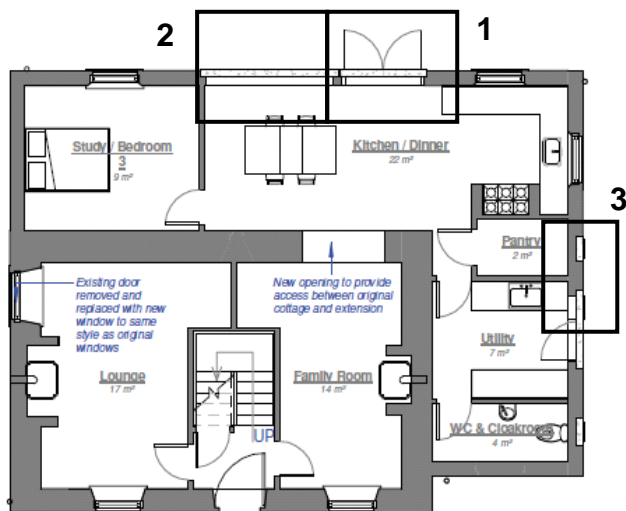 2
1
Study / Bedroom
3
9 m²
Kitchen / Dinner
22 m²
3
Pantry
2 m²
Existing door
removed and
replaced with new
window to same
style as original
windows
New opening to provide
access between original
cottage and extension
Utility
7 m²
Lounge
17 m²
Family Room
14 m²
UP
WC & Cloakroom
4 m²